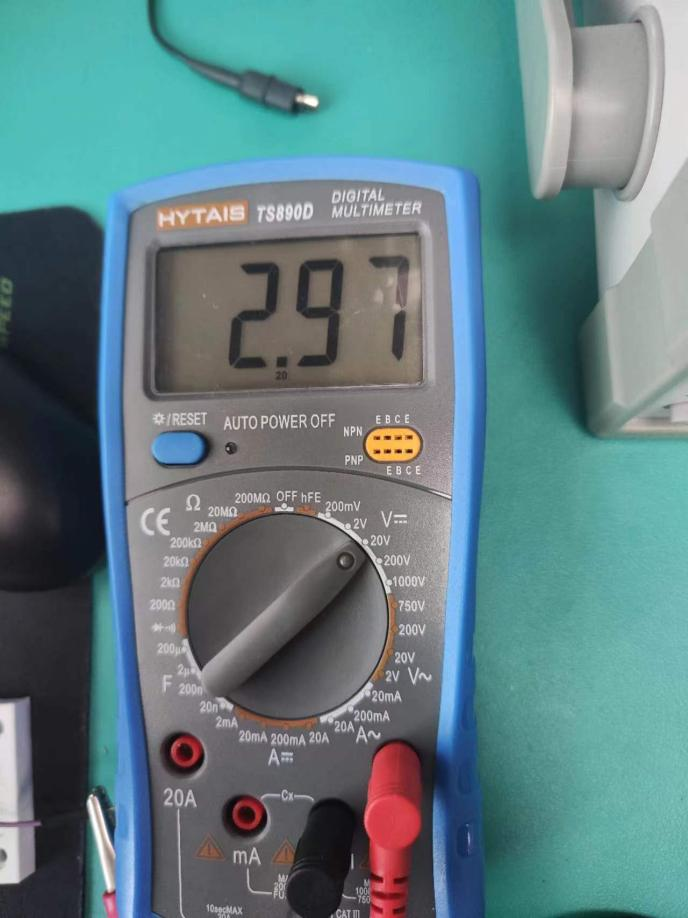 HYTAIS TS890D DIGITAL
MULTIMETER
2.97
20
/RESET
AUTO POWER OFF
E B C E
NPN
PNP
E B C E
CE
Ω
200MΩ
OFF
hFE
200mV
2V
V
20V
200V
1000V
750V
200V
20V
2V
V~
20mA
200mA
20A
A~
20MΩ
2MΩ
200kΩ
20kΩ
2kΩ
200Ω
200μ
2μ
F
200n
20n
2mA
20mA
200mA
20A
A
20A
Cx
mA
10secMAX
CAT III